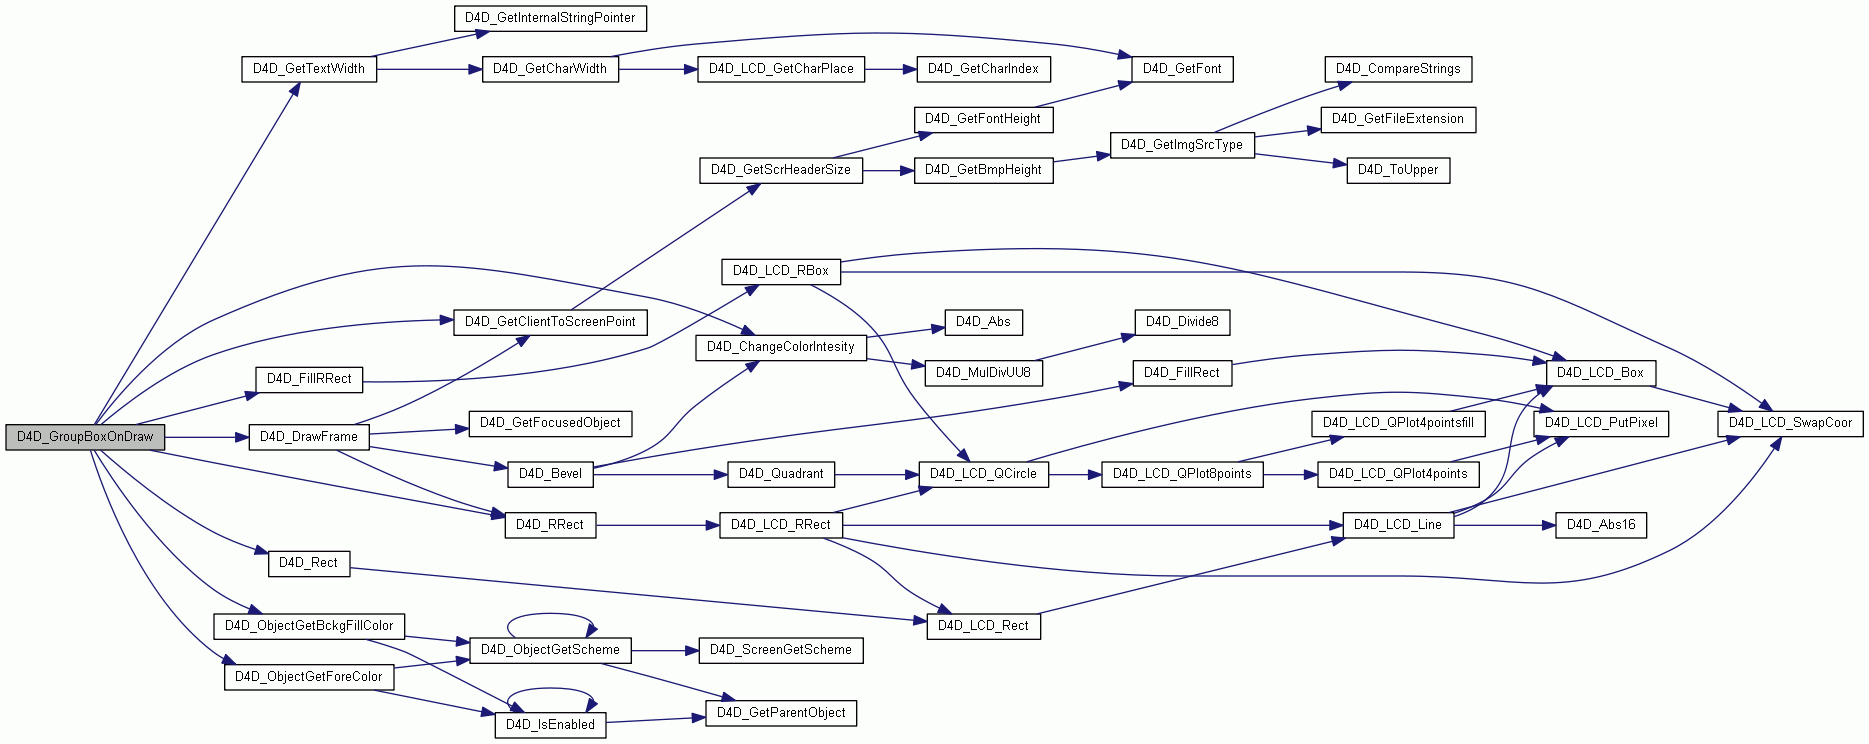 D4D_GetInternalStringPointer
D4D_GetTextWidth
D4D_GetCharWidth
D4D_LCD_GetCharPlace
D4D_GetCharIndex
D4D_GetFont
D4D_CompareStrings
D4D_GetFontHeight
D4D_GetFileExtension
D4D_GetImgSrcType
D4D_GetScrHeaderSize
D4D_GetBmpHeight
D4D_ToUpper
D4D_LCD_RBox
D4D_GetClientToScreenPoint
D4D_Abs
D4D_Divide8
D4D_ChangeColorIntesity
D4D_FillRRect
D4D_MulDivUU8
D4D_FillRect
D4D_LCD_Box
D4D_GroupBoxOnDraw
D4D_DrawFrame
D4D_GetFocusedObject
D4D_LCD_QPlot4pointsfill
D4D_LCD_PutPixel
D4D_LCD_SwapCoor
D4D_Bevel
D4D_Quadrant
D4D_LCD_QCircle
D4D_LCD_QPlot8points
D4D_LCD_QPlot4points
D4D_RRect
D4D_LCD_RRect
D4D_LCD_Line
D4D_Abs16
D4D_Rect
D4D_ObjectGetBckgFillColor
D4D_LCD_Rect
D4D_ObjectGetScheme
D4D_ScreenGetScheme
D4D_ObjectGetForeColor
D4D_IsEnabled
D4D_GetParentObject